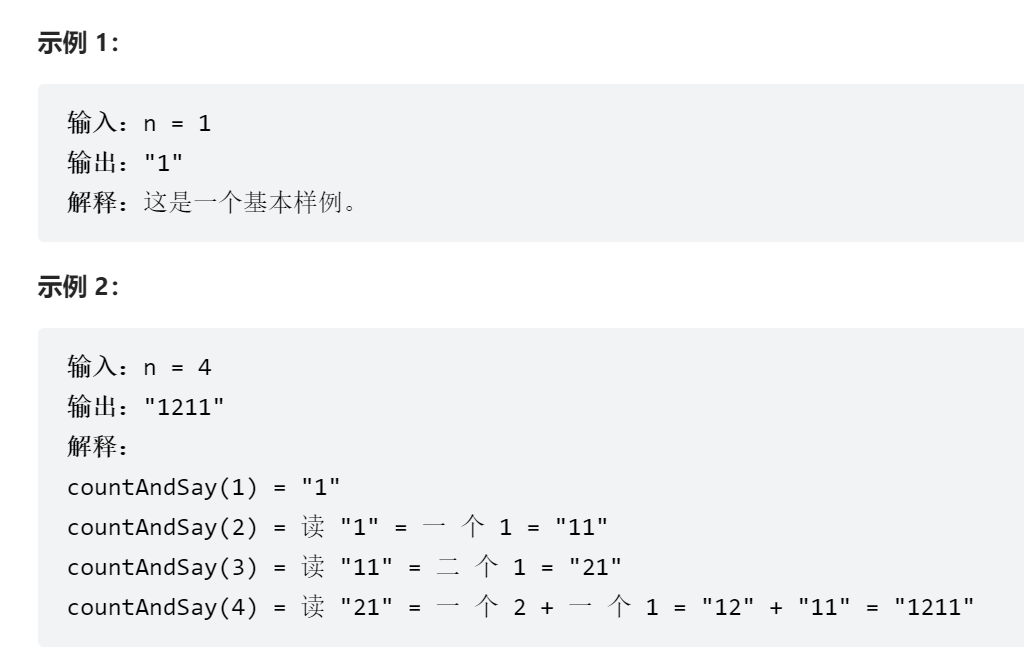 示例 1：
输入：n = 1
输出："1"
解释：这是一个基本样例。
示例 2：
输入：n = 4
输出："1211"
解释：
countAndSay(1) = "1"
countAndSay(2) = 读 "1" = 一 个 1 = "11"
countAndSay(3) = 读 "11" = 二 个 1 = "21"
countAndSay(4) = 读 "21" = 一 个 2 + 一 个 1 = "12" + "11" = "1211"